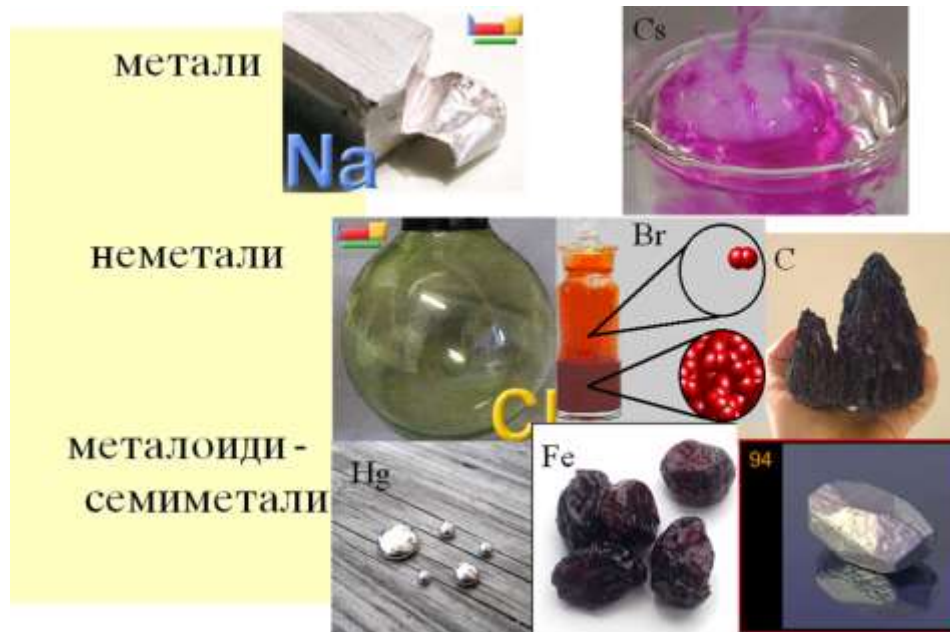 метали
Na
Cs
неметали
Cl
Br
C
металоиди -
семиметали
Hg
Fe
94